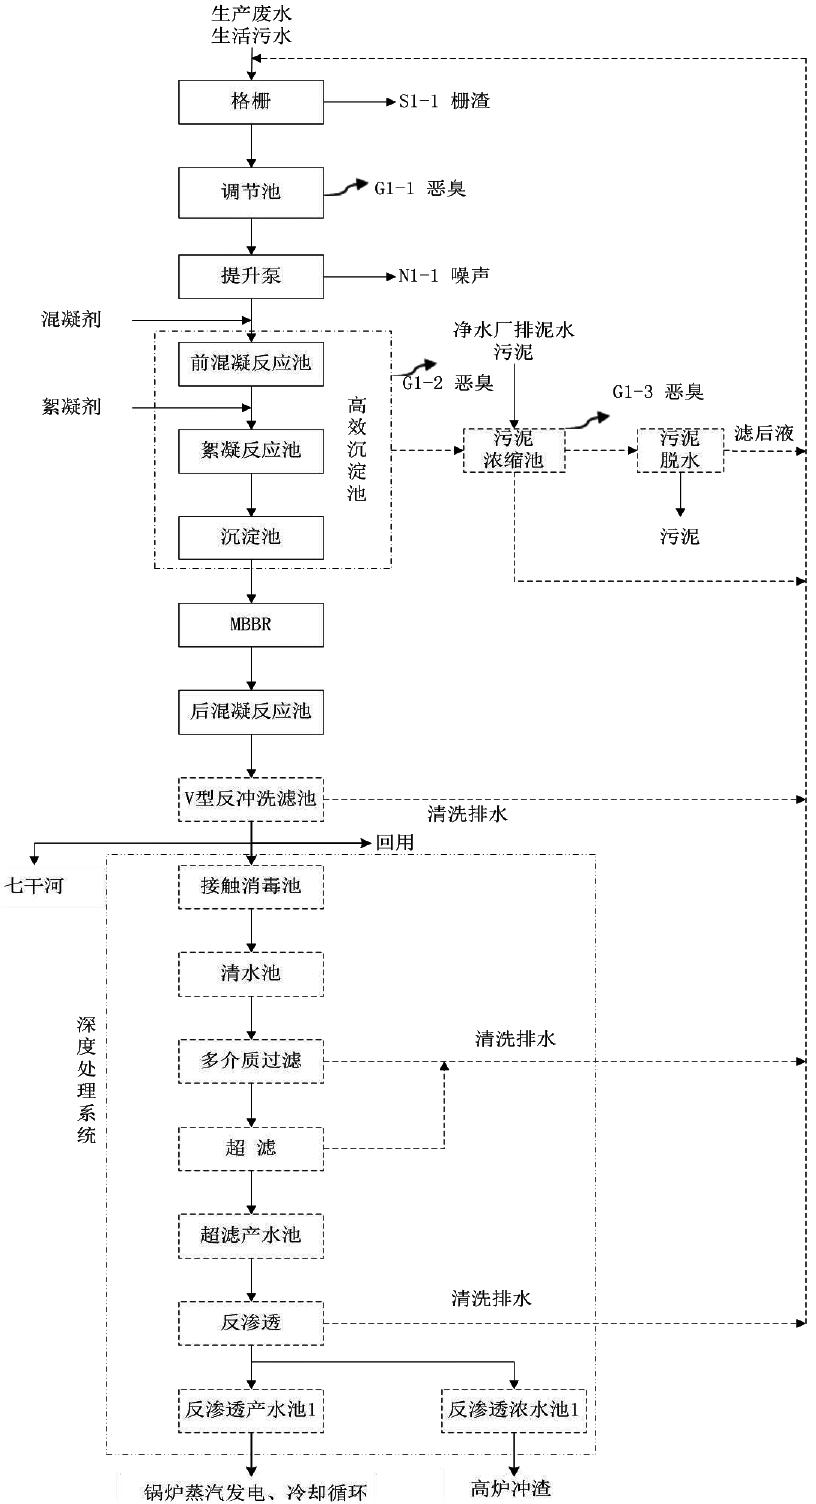 生产废水
生活污水
格栅
S1-1 栅渣
调节池
G1-1 恶臭
提升泵
N1-1 噪声
混凝剂
净水厂排泥水
污泥
前混凝反应池
G1-2 恶臭
G1-3 恶臭
絮凝剂
高效沉淀池
絮凝反应池
污泥
浓缩池
污泥
脱水
滤后液
沉淀池
污泥
MBBR
后混凝反应池
V型反冲洗滤池
清洗排水
回用
七干河
接触消毒池
清水池
深度处理系统
多介质过滤
清洗排水
超 滤
超滤产水池
反渗透
清洗排水
反渗透产水池1
反渗透浓水池1
锅炉蒸汽发电、冷却循环
高炉冲渣